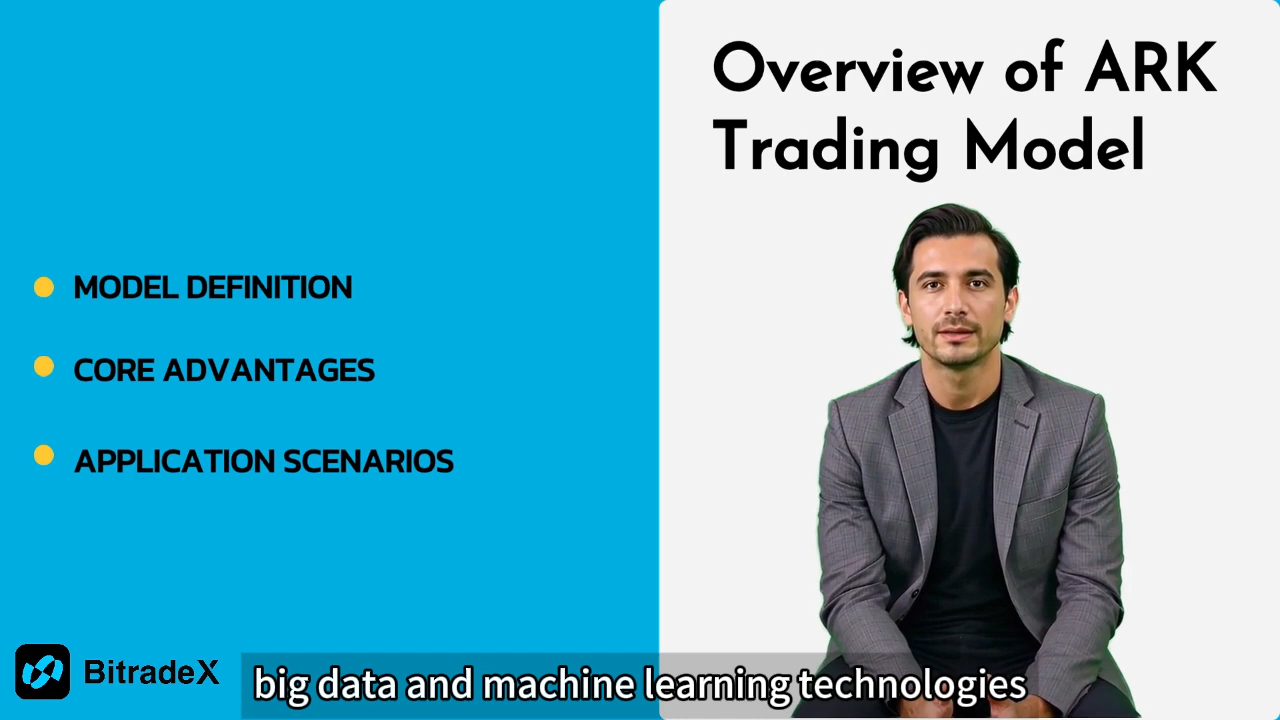 Overview of ARK
Trading Model
MODEL DEFINITION
CORE ADVANTAGES
APPLICATION SCENARIOS
BitradeX
big data and machine learning technologies